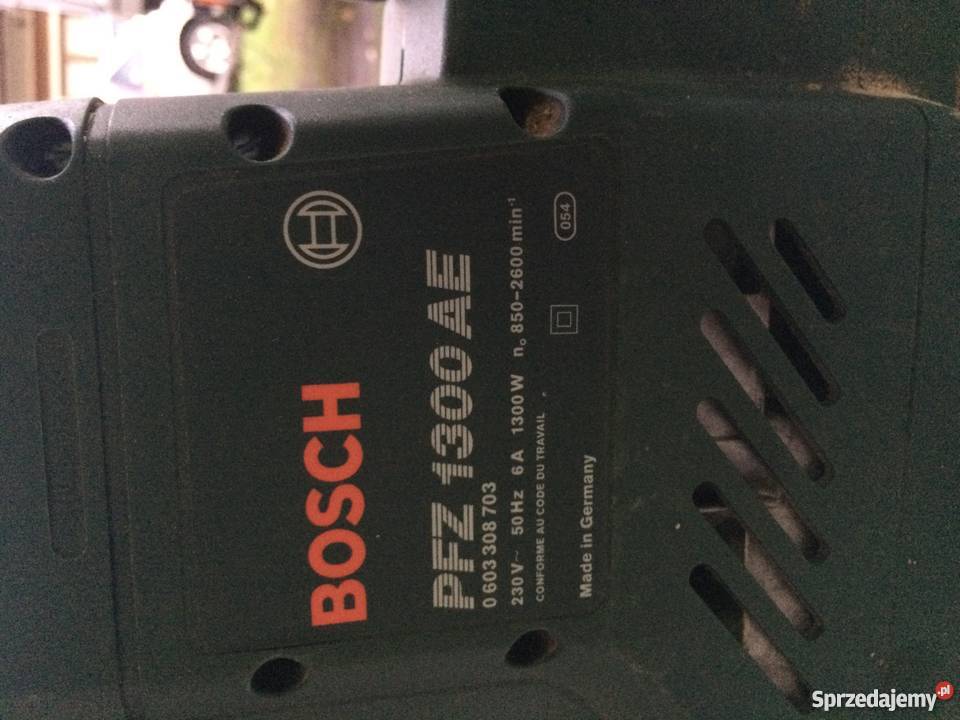 BOSCH
PFZ 1300 AE
0 603 308 703
230 V~ 50 Hz 6 A 1300 W n₀ 850-2600 min⁻¹
CONFORME AU CODE DU TRAVAIL
054
Made in Germany
Sprzedajemy.pl